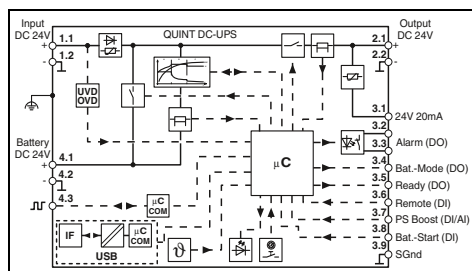 Input
DC 24V
QUINT DC-UPS
Output
DC 24V
1.1
+
1.2
-
2.1
+
2.2
-
UVD
OVD
3.1
24V 20mA
3.2
3.3
Alarm (DO)
Battery
DC 24V
4.1
+
4.2
-
4.3
µC
3.4
Bat.-Mode (DO)
3.5
Ready (DO)
3.6
Remote (DI)
3.7
PS Boost (DI/AI)
3.8
Bat.-Start (DI)
3.9
SGnd
µC
COM
IF
µC
COM
USB
ϑ